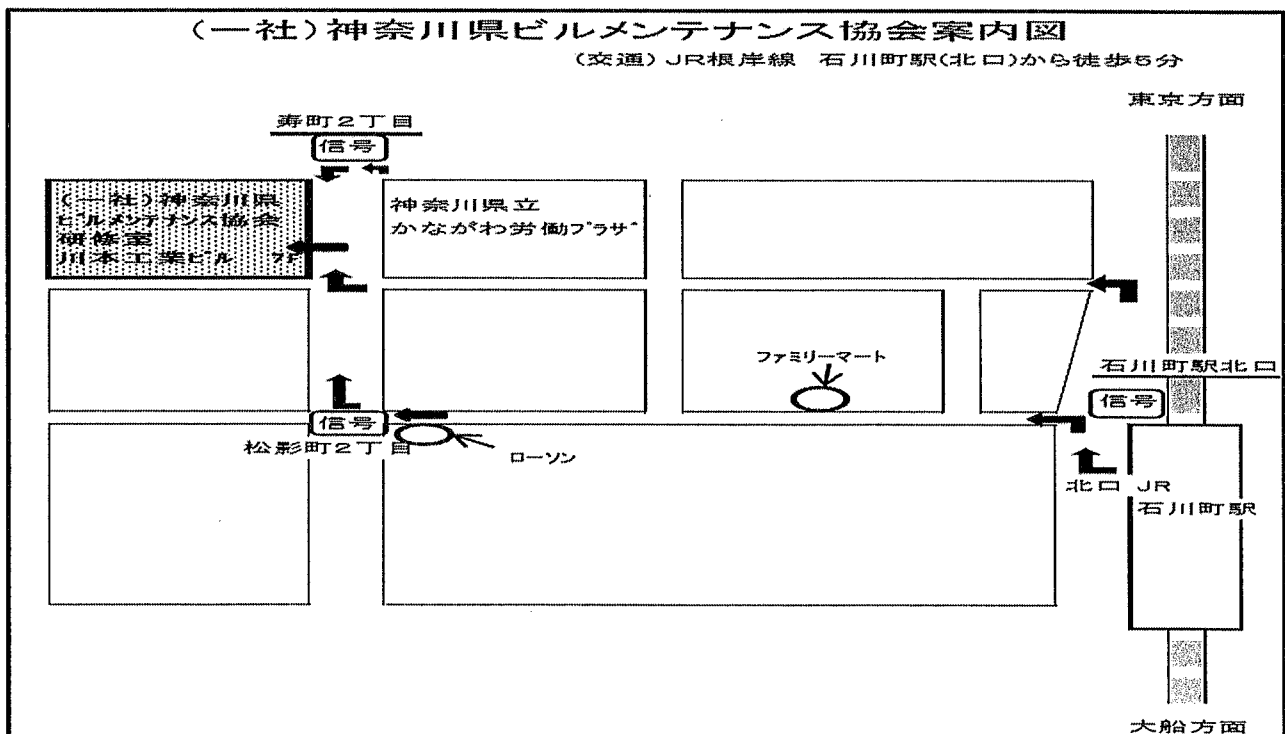 (一社)神奈川県ビルメンテナンス協会案内図
(交通)JR根岸線 石川町駅(北口)から徒歩5分
東京方面
寿町2丁目
信号
(一社)神奈川県
ビルメンテナンス協会
研修室
川本工業ビル 7F
神奈川県立
かながわ労働プラザ
ファミリーマート
石川町駅北口
信号
信号
松影町2丁目
ローソン
北口 JR
石川町駅
大船方面